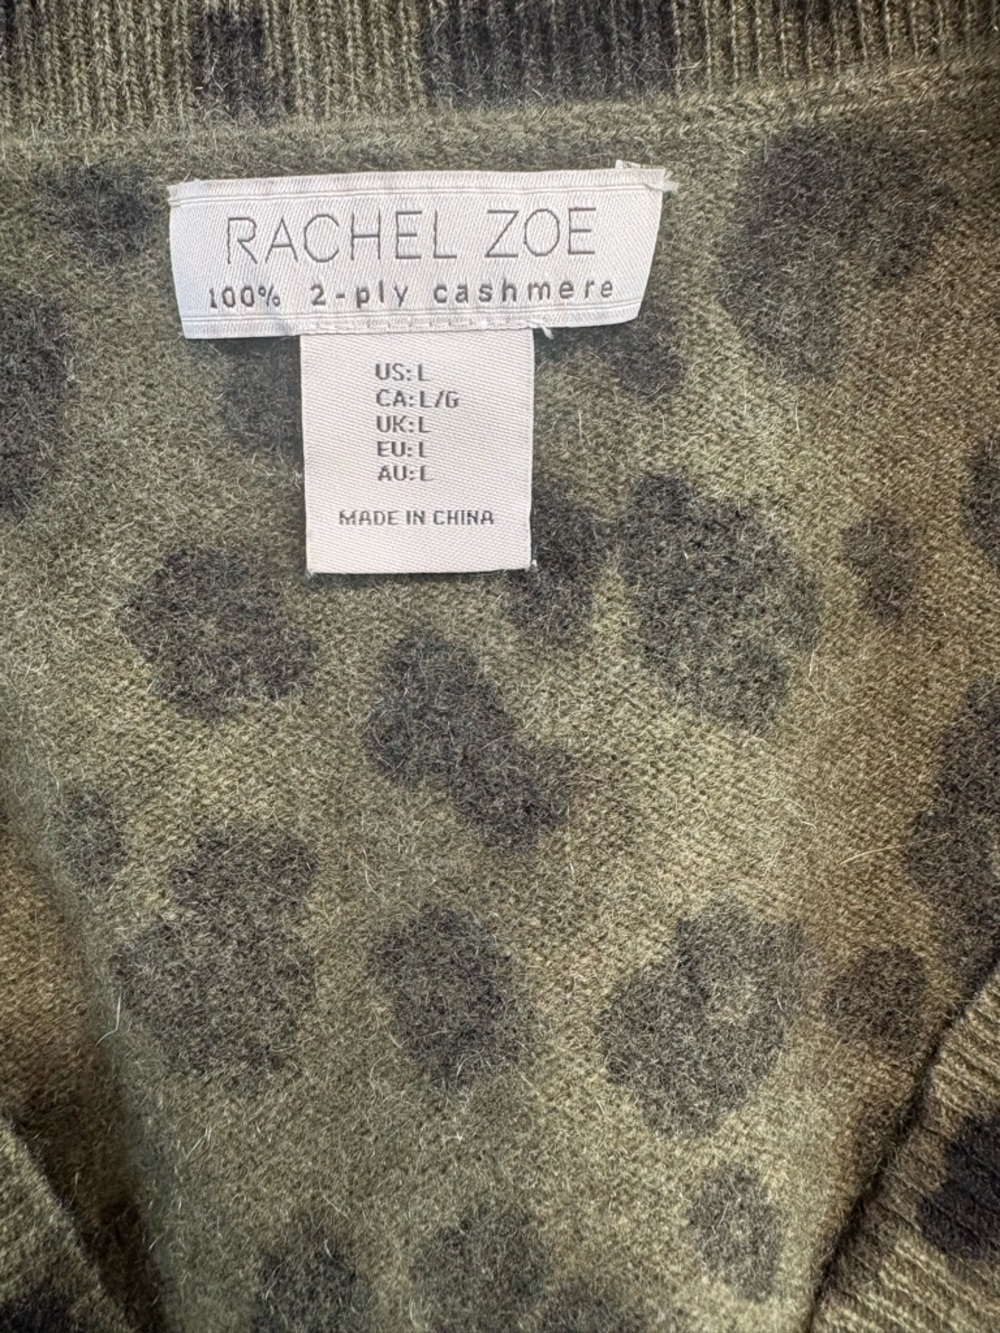 RACHEL ZOE
100% 2-ply cashmere
US: L
CA: L/G
UK: L
EU: L
AU: L
MADE IN CHINA